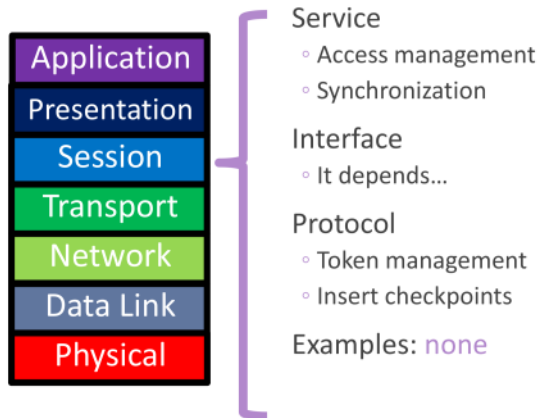 Application
Presentation
Session
Transport
Network
Data Link
Physical
Service
◦ Access management
◦ Synchronization
Interface
◦ It depends…
Protocol
◦ Token management
◦ Insert checkpoints
Examples: none